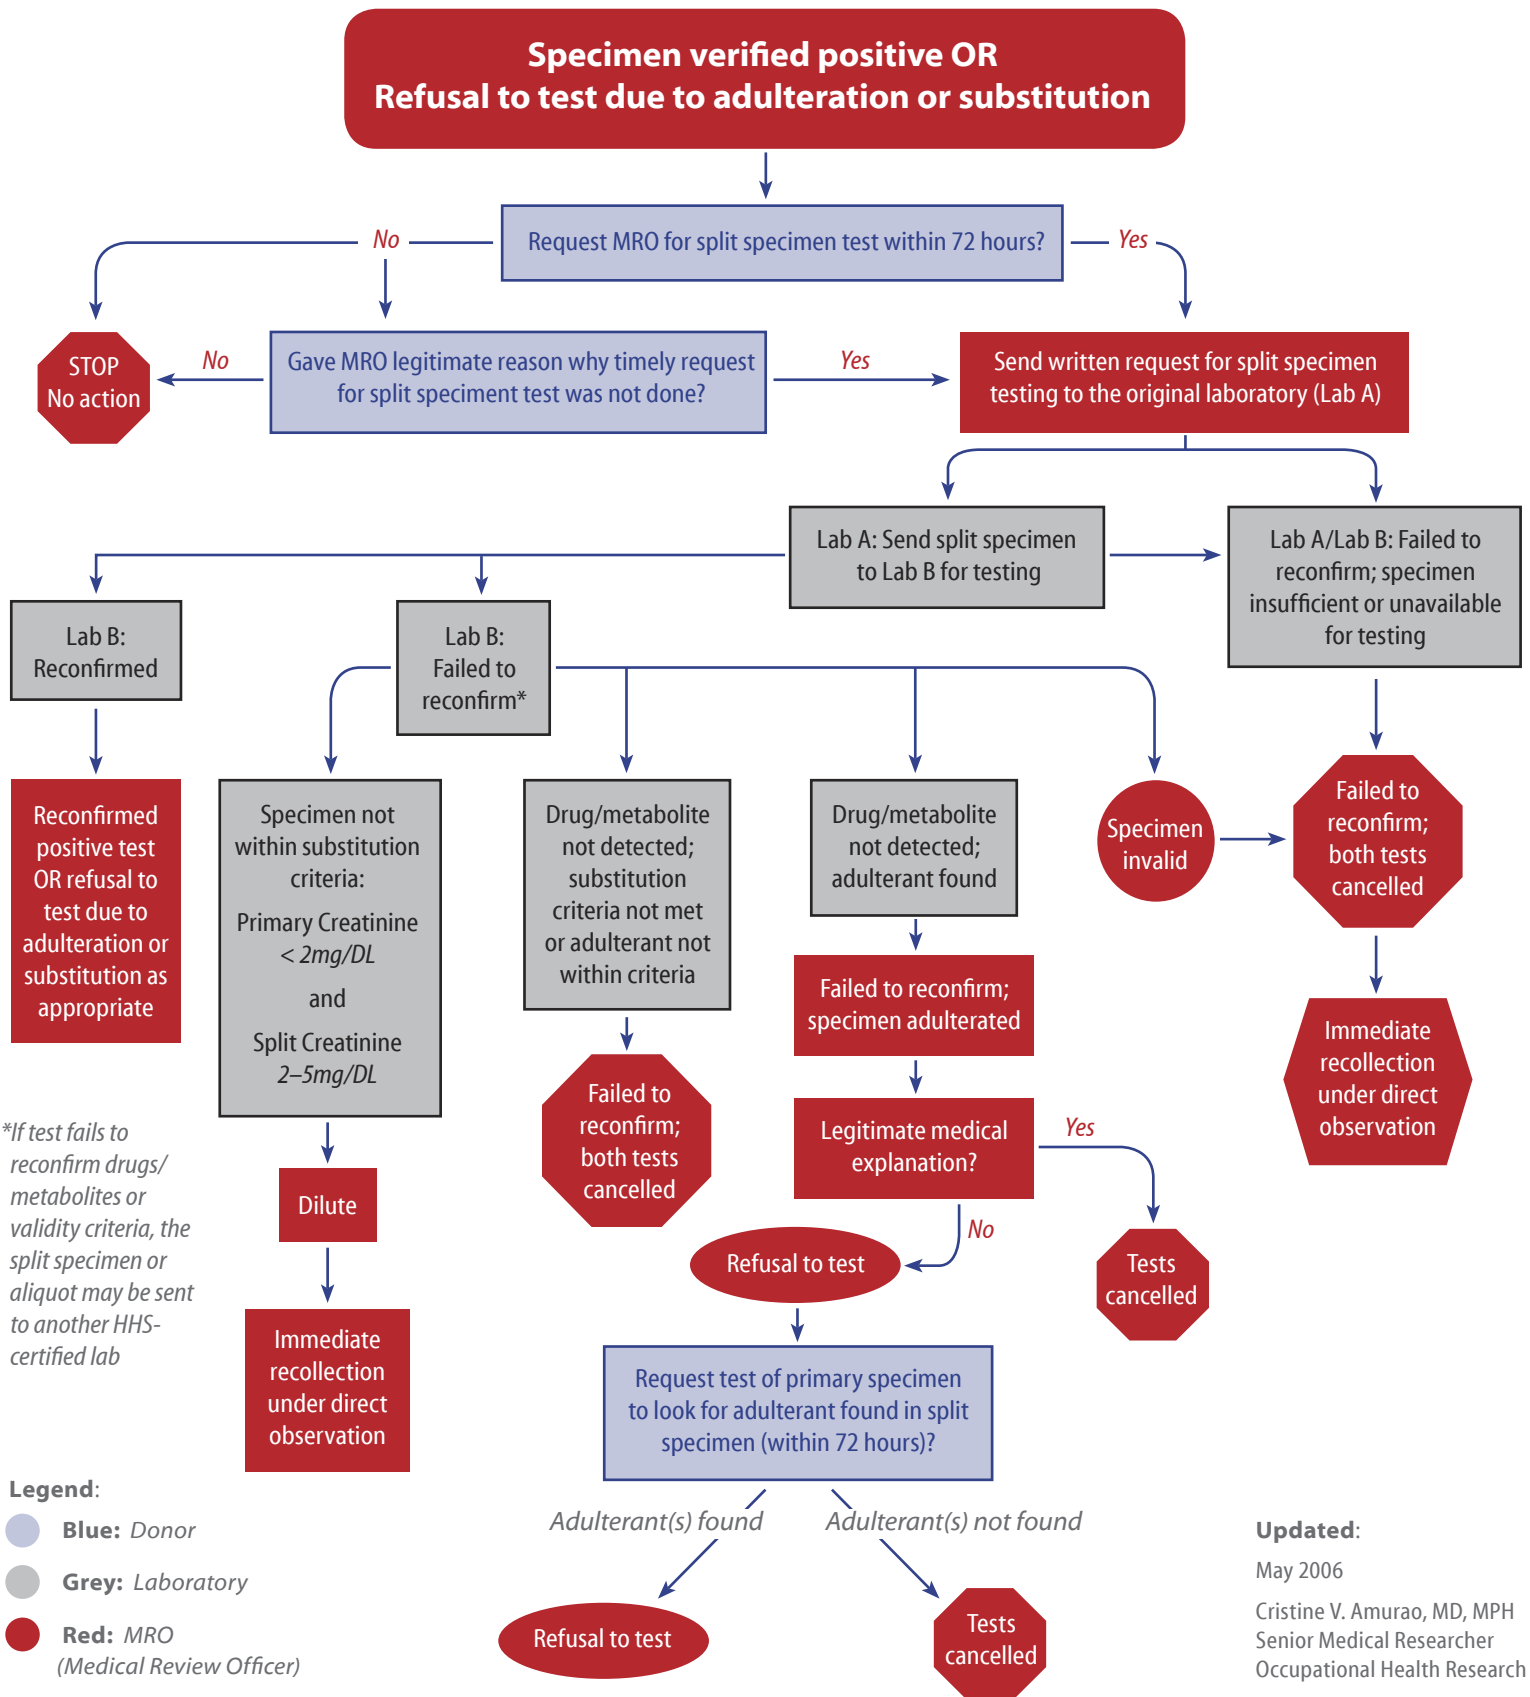 Specimen verified positive OR
Refusal to test due to adulteration or substitution
Request MRO for split specimen test within 72 hours?
No
Yes
STOP
No action
No
Gave MRO legitimate reason why timely request
for split speciment test was not done?
Yes
Send written request for split specimen
testing to the original laboratory (Lab A)
Lab A: Send split specimen
to Lab B for testing
Lab A/Lab B: Failed to
reconfirm; specimen
insufficient or unavailable
for testing
Lab B:
Reconfirmed
Lab B:
Failed to
reconfirm*
Reconfirmed
positive test
OR refusal to
test due to
adulteration or
substitution as
appropriate
Specimen not
within substitution
criteria:
Primary Creatinine
< 2mg/DL
and
Split Creatinine
2–5mg/DL
Drug/metabolite
not detected;
substitution
criteria not met
or adulterant not
within criteria
Drug/metabolite
not detected;
adulterant found
Specimen
invalid
Failed to
reconfirm;
both tests
cancelled
Failed to reconfirm;
specimen adulterated
Immediate
recollection
under direct
observation
Failed to
reconfirm;
both tests
cancelled
Legitimate medical
explanation?
Yes
No
*If test fails to
reconfirm drugs/
metabolites or
validity criteria, the
split specimen or
aliquot may be sent
to another HHS-
certified lab
Dilute
Refusal to test
Tests
cancelled
Immediate
recollection
under direct
observation
Request test of primary specimen
to look for adulterant found in split
specimen (within 72 hours)?
Adulterant(s) found
Adulterant(s) not found
Refusal to test
Tests
cancelled
Legend:
Blue: Donor
Grey: Laboratory
Red: MRO
(Medical Review Officer)
Updated:
May 2006
Cristine V. Amurao, MD, MPH
Senior Medical Researcher
Occupational Health Research